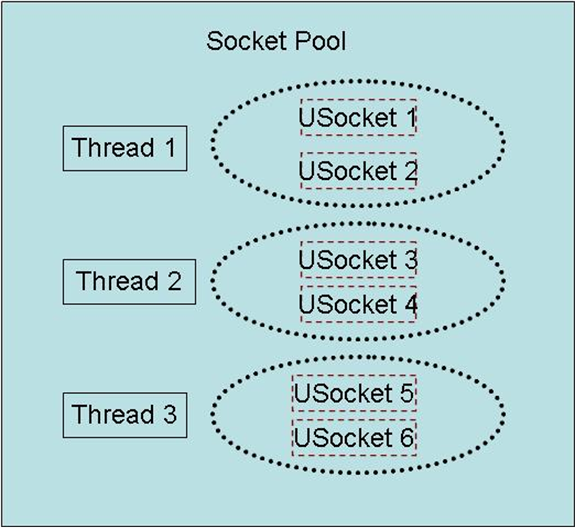 Socket Pool
USocket 1
Thread 1
USocket 2
USocket 3
Thread 2
USocket 4
USocket 5
Thread 3
USocket 6